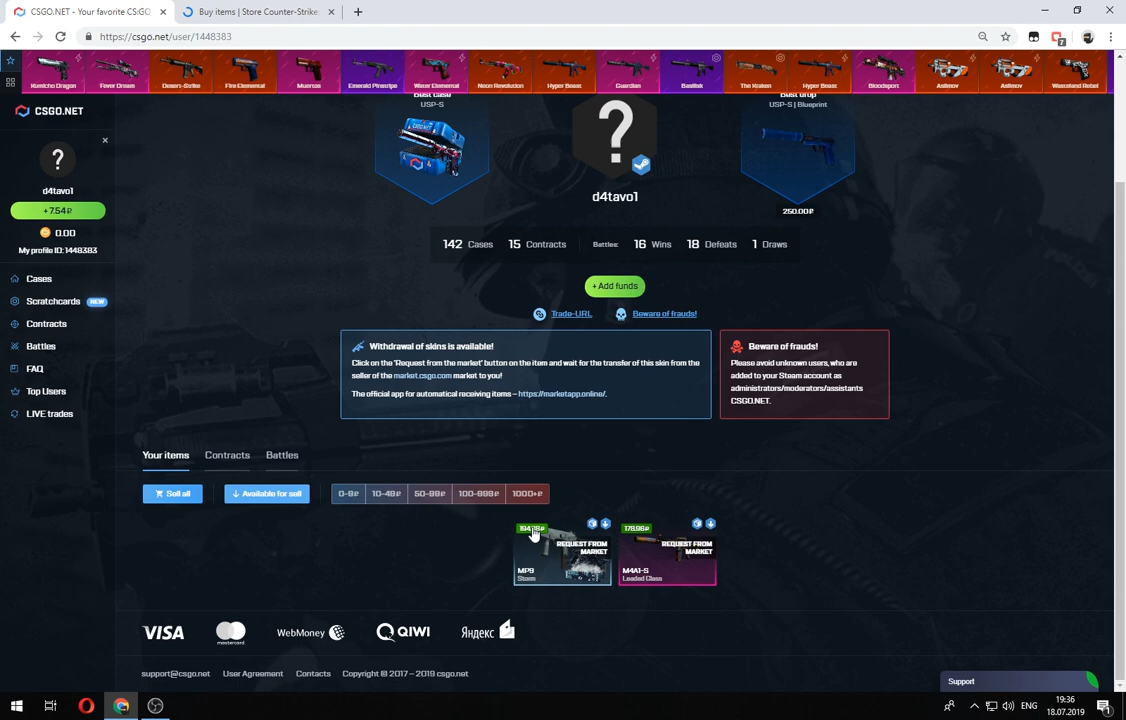 CSGO.NET - Your favorite CS:GO
Buy items | Store Counter-Strike:
https://csgo.net/user/1448383
7
Kumicho Dragon
Fever Dream
Desert-Strike
Fire Elemental
Muertos
Emerald Pinstripe
Water Elemental
Neon Revolution
Hyper Beast
Guardian
Basilisk
The Kraken
Hyper Beast
Bloodsport
Asiimov
Asiimov
Wasteland Rebel
CSGO.NET
?
d4tavo1
+7.54₽
0.00
My profile ID: 1448383
Cases
Scratchcards NEW
Contracts
Battles
FAQ
Top Users
LIVE trades
Best case
USP-S
CSGO.NET
?
d4tavo1
Best drop
USP-S | Blueprint
250.00₽
142 Cases 15 Contracts Battles: 16 Wins 18 Defeats 1 Draws
+Add funds
Trade-URL Beware of frauds!
Withdrawal of skins is available!
Click on the 'Request from the market' button on the item and wait for the transfer of this skin from the
seller of the market.csgo.com market to you!
The official app for automatical receiving items – https://marketapp.online/.
Beware of frauds!
Please avoid unknown users, who are
added to your Steam account as
administrators/moderators/assistants
CSGO.NET.
Your items Contracts Battles
Sell all Available for sell 0-9₽ 10-49₽ 50-99₽ 100-999₽ 1000+₽
REQUEST FROM
MARKET
MP9
Storm
178.96₽
REQUEST FROM
MARKET
M4A1-S
Leaded Glass
VISA mastercard WebMoney QIWI Яндекс
support@csgo.net User Agreement Contacts Copyright © 2017 – 2019 csgo.net
Support
ENG
19:36
18.07.2019
1